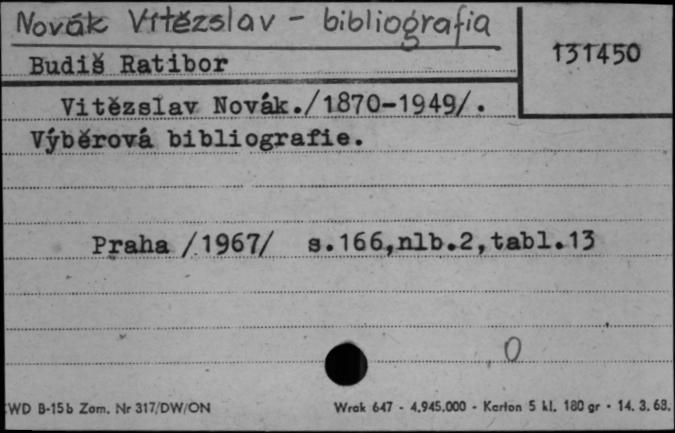 Novák Vítězslav - bibliografia
131450
Budiš Ratibor
Vitězslav Novák./1870-1949/.
Výběrová bibliografie.
Praha /1967/ s.166,nlb.2,tabl.13
0
WD B-15b Zam. Nr 317/DW/ON Wrak 647 - 4.945.000 - Karton 5 kl. 180 gr - 14. 3. 68.